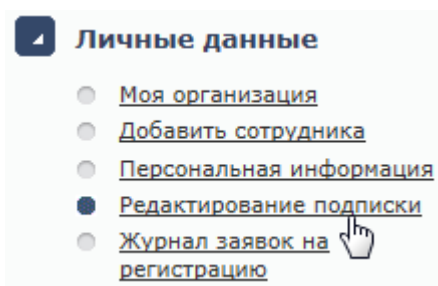 Личные данные
Моя организация
Добавить сотрудника
Персональная информация
Редактирование подписки
Журнал заявок на
регистрацию